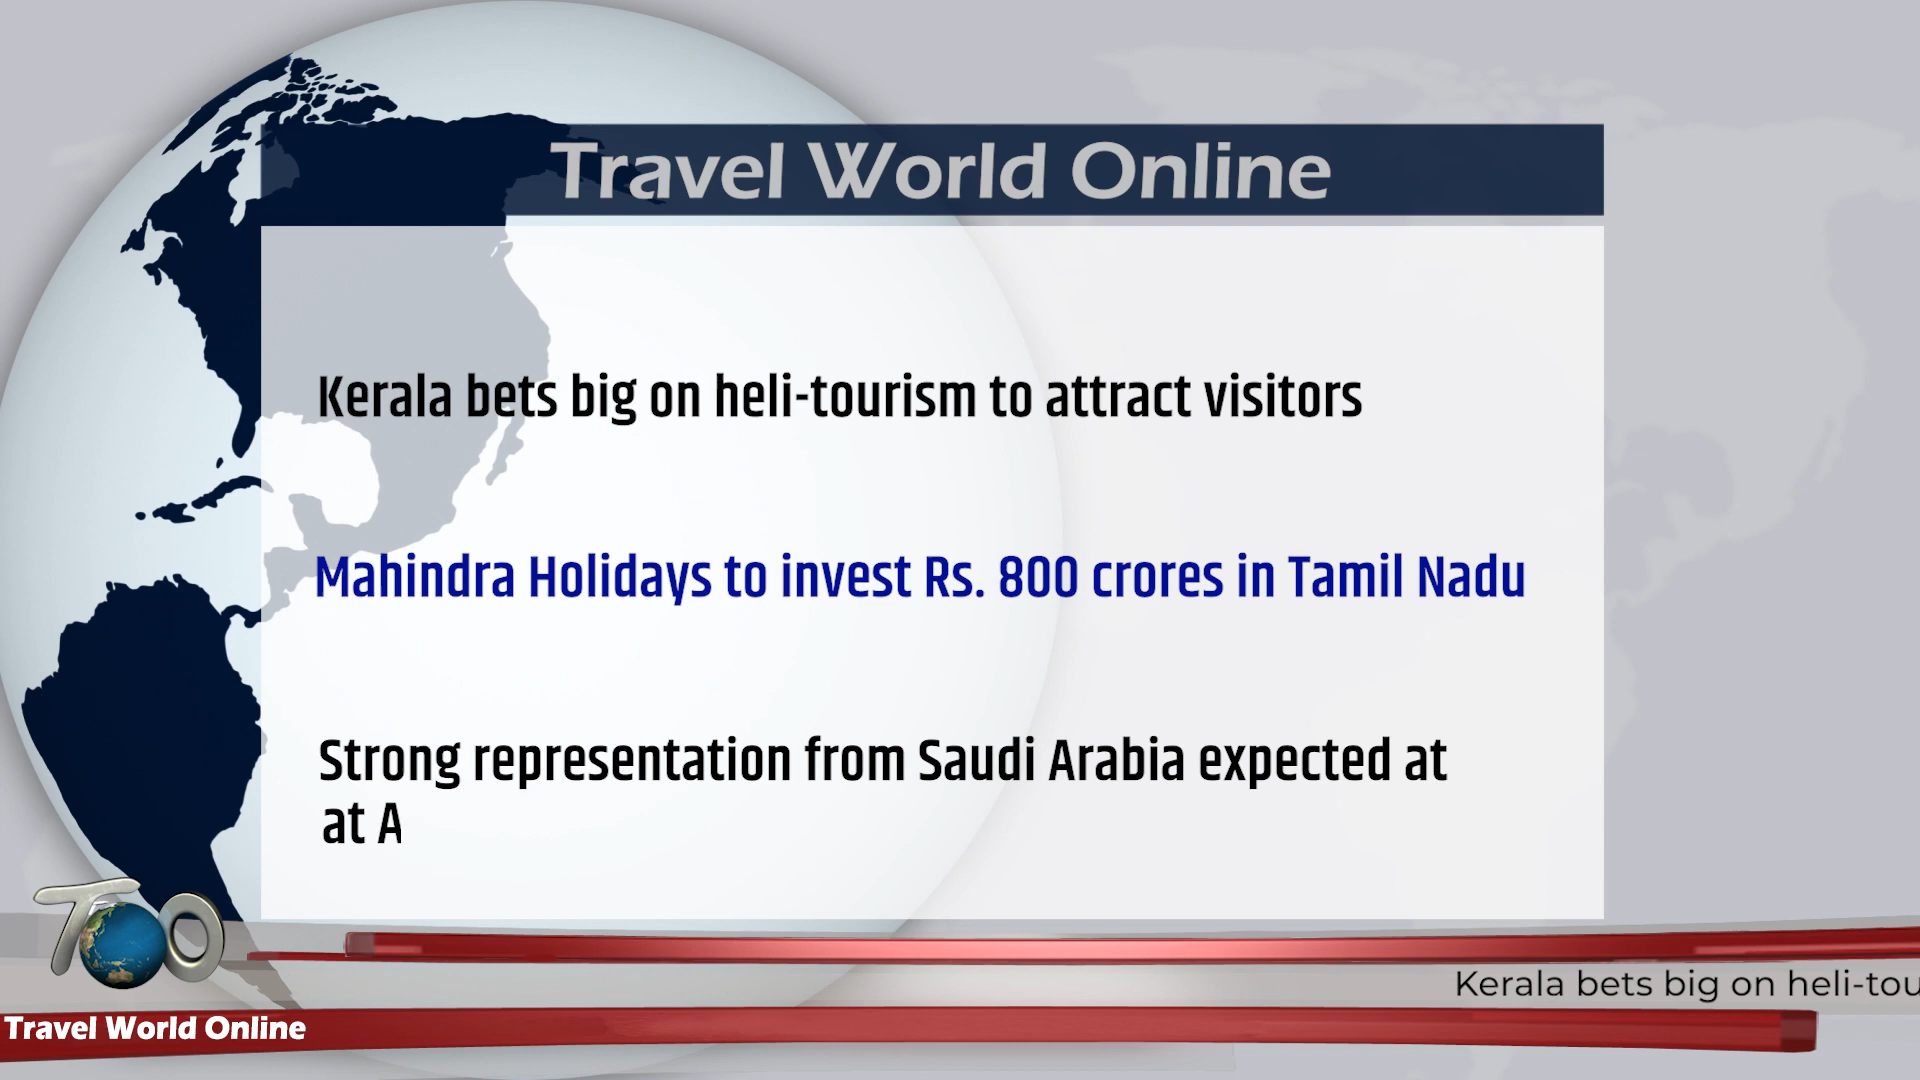 Travel World Online
Kerala bets big on heli-tourism to attract visitors
Mahindra Holidays to invest Rs. 800 crores in Tamil Nadu
Strong representation from Saudi Arabia expected at
at A
TO
Kerala bets big on heli-tou
Travel World Online